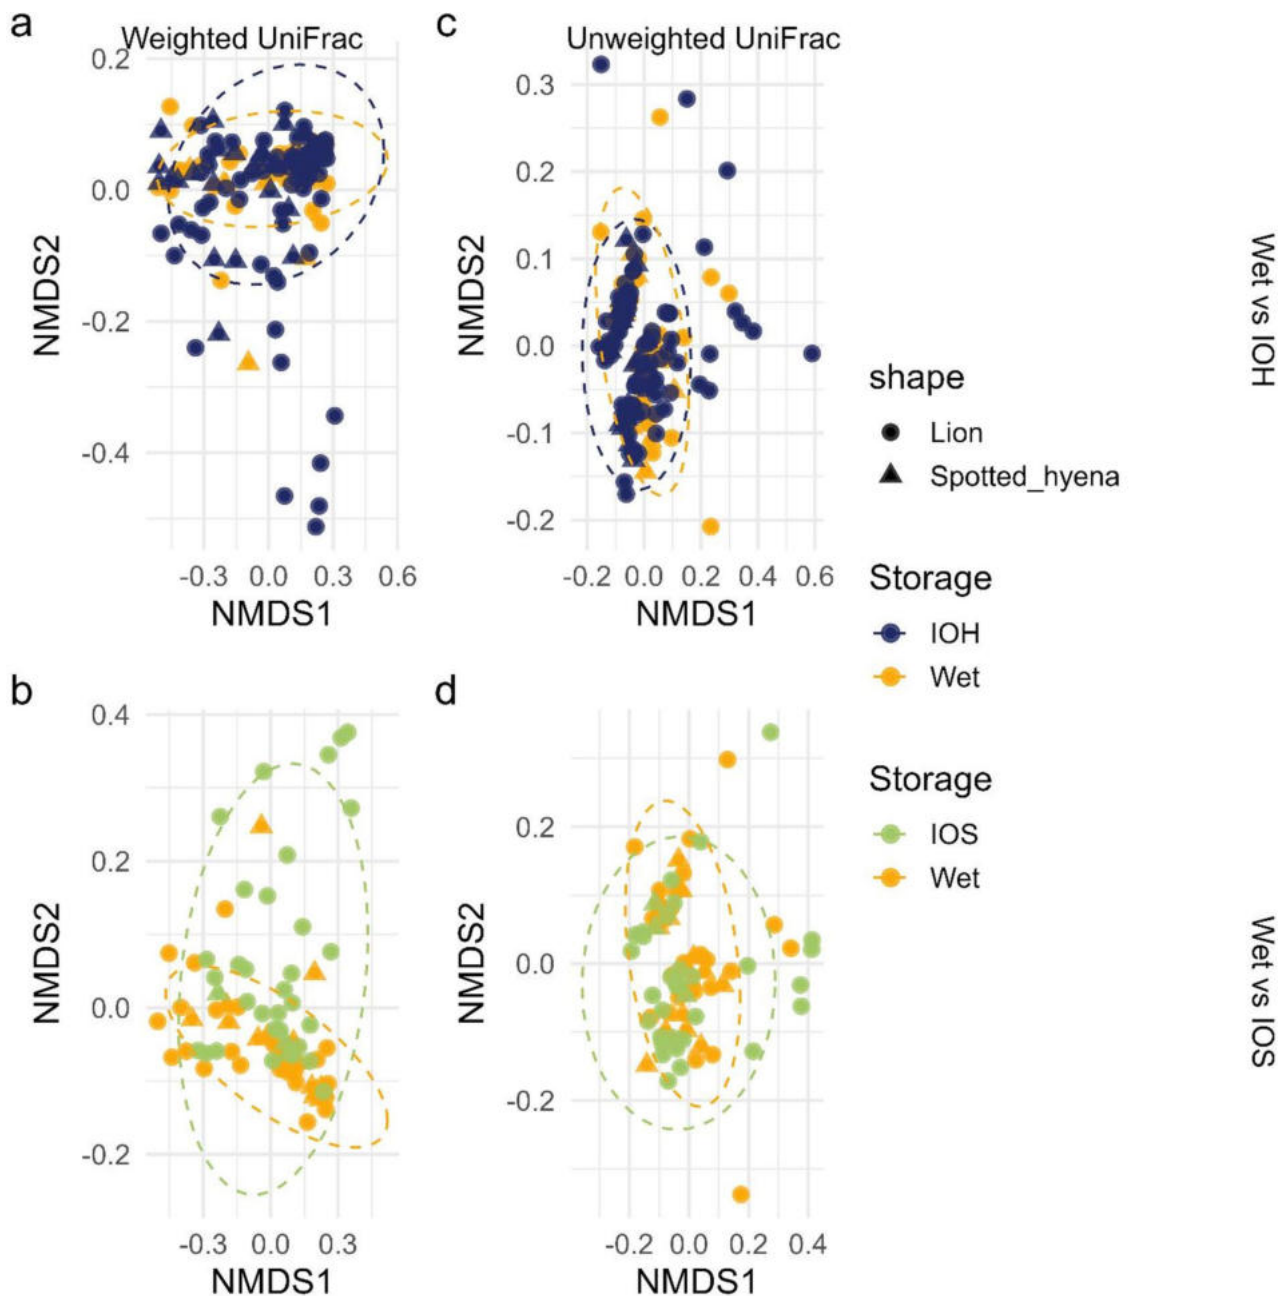 a
Weighted UniFrac
0.2
0.0
-0.2
-0.4
NMDS2
-0.3 0.0 0.3 0.6
NMDS1
c
Unweighted UniFrac
0.3
0.2
0.1
0.0
-0.1
-0.2
NMDS2
-0.2 0.0 0.2 0.4 0.6
NMDS1
Wet vs IOH
shape
Lion
Spotted_hyena
Storage
IOH
Wet
Storage
IOS
Wet
b
0.4
0.2
0.0
-0.2
NMDS2
-0.3 0.0 0.3
NMDS1
d
0.2
0.0
-0.2
NMDS2
-0.2 0.0 0.2 0.4
NMDS1
Wet vs IOS